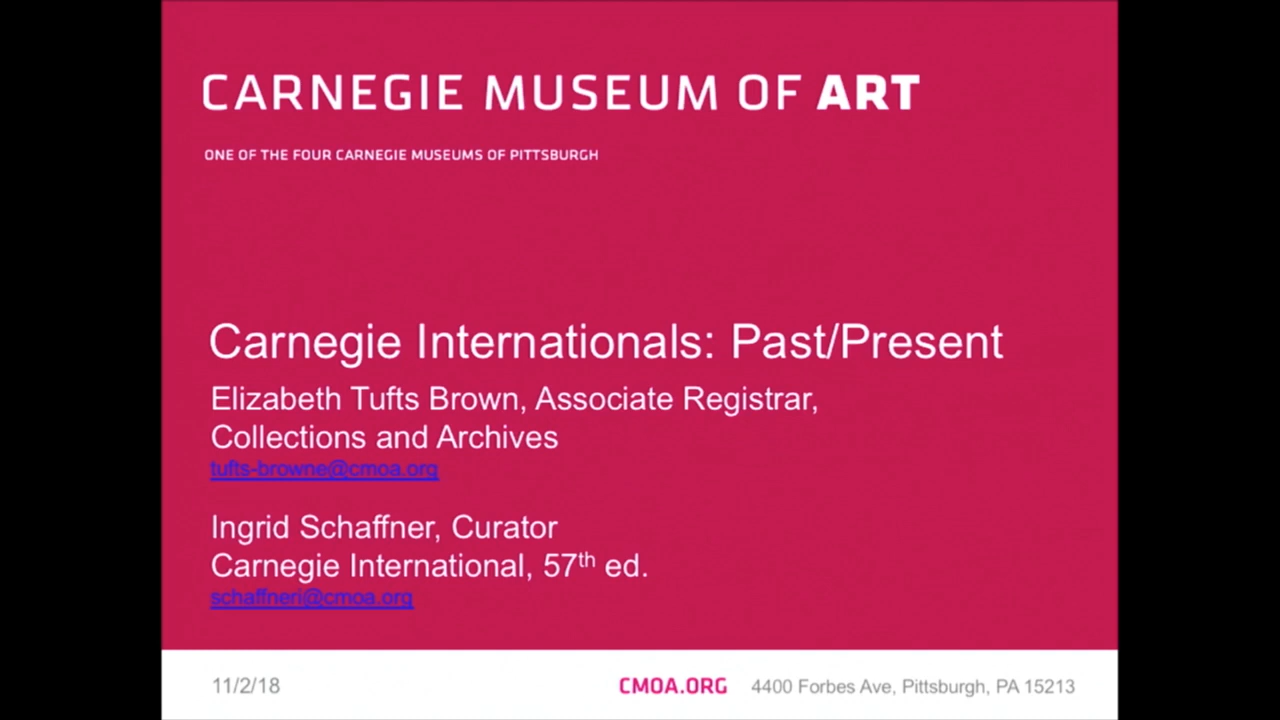 CARNEGIE MUSEUM OF ART
ONE OF THE FOUR CARNEGIE MUSEUMS OF PITTSBURGH
Carnegie Internationals: Past/Present
Elizabeth Tufts Brown, Associate Registrar,
Collections and Archives
tufts-browne@cmoa.org
Ingrid Schaffner, Curator
Carnegie International, 57th ed.
schaffneri@cmoa.org
11/2/18 CMOA.ORG 4400 Forbes Ave, Pittsburgh, PA 15213